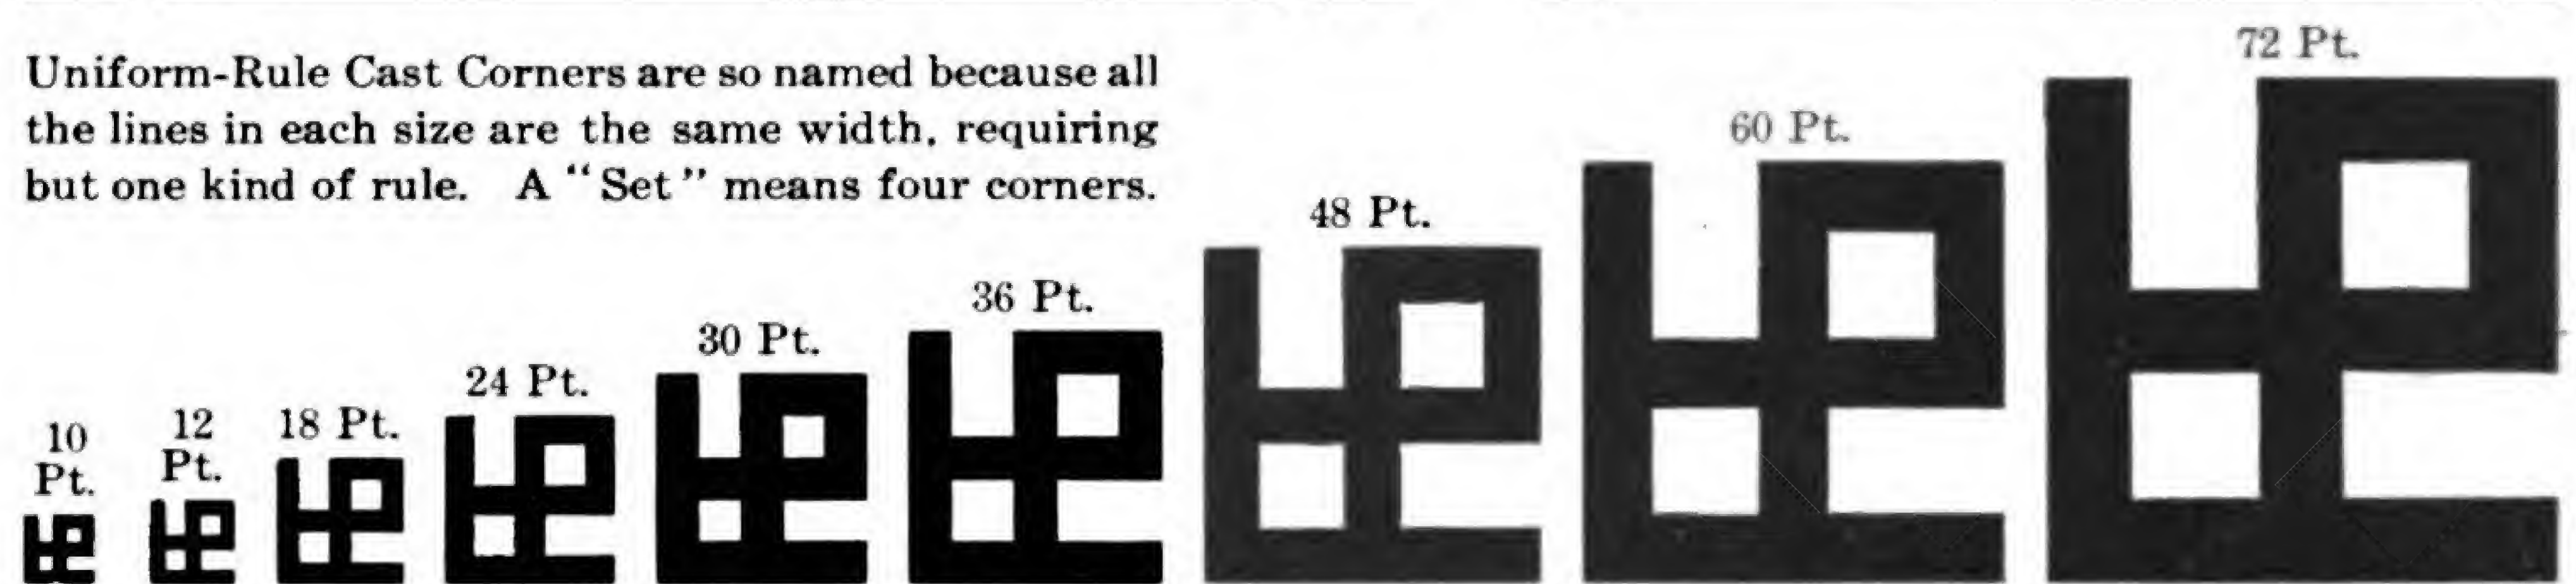 Uniform-Rule Cast Corners are so named because all
the lines in each size are the same width, requiring
but one kind of rule. A "Set" means four corners.
10
Pt.
12
Pt.
18 Pt.
24 Pt.
30 Pt.
36 Pt.
48 Pt.
60 Pt.
72 Pt.